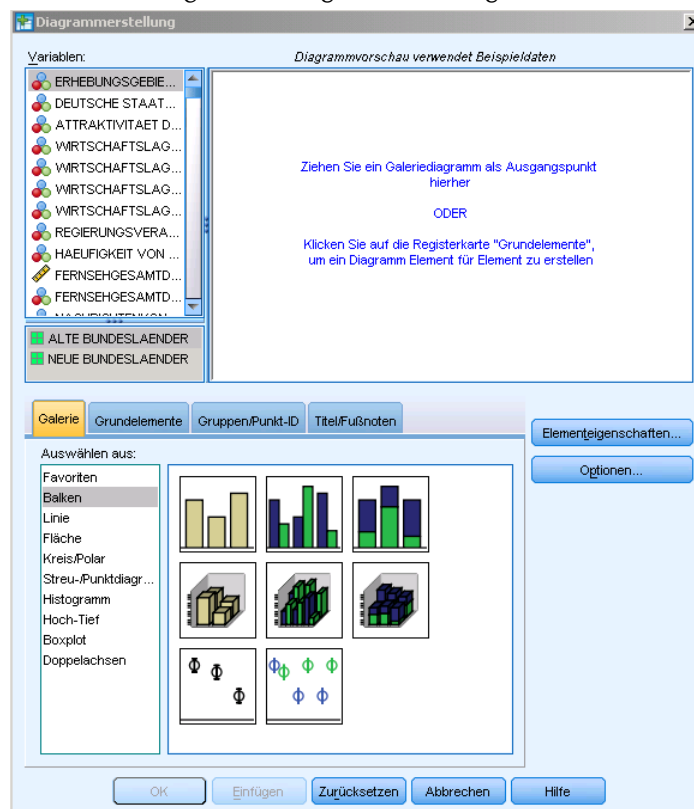 Diagrammerstellung
Variablen:
Diagrammvorschau verwendet Beispieldaten
ERHEBUNGSGEBIE...
DEUTSCHE STAAT...
ATTRAKTIVITAET D...
WIRTSCHAFTSLAG...
WIRTSCHAFTSLAG...
WIRTSCHAFTSLAG...
WIRTSCHAFTSLAG...
REGIERUNGSVERA...
HAEUFIGKEIT VON ...
FERNSEHGESAMTD...
FERNSEHGESAMTD...
ALTE BUNDESLAENDER
NEUE BUNDESLAENDER
Ziehen Sie ein Galeriediagramm als Ausgangspunkt
hierher
ODER
Klicken Sie auf die Registerkarte "Grundelemente",
um ein Diagramm Element für Element zu erstellen
Galerie
Grundelemente
Gruppen/Punkt-ID
Titel/Fußnoten
Elementeigenschaften...
Optionen...
Auswählen aus:
Favoriten
Balken
Linie
Fläche
Kreis/Polar
Streu-/Punktdiagr...
Histogramm
Hoch-Tief
Boxplot
Doppelachsen
OK
Einfügen
Zurücksetzen
Abbrechen
Hilfe